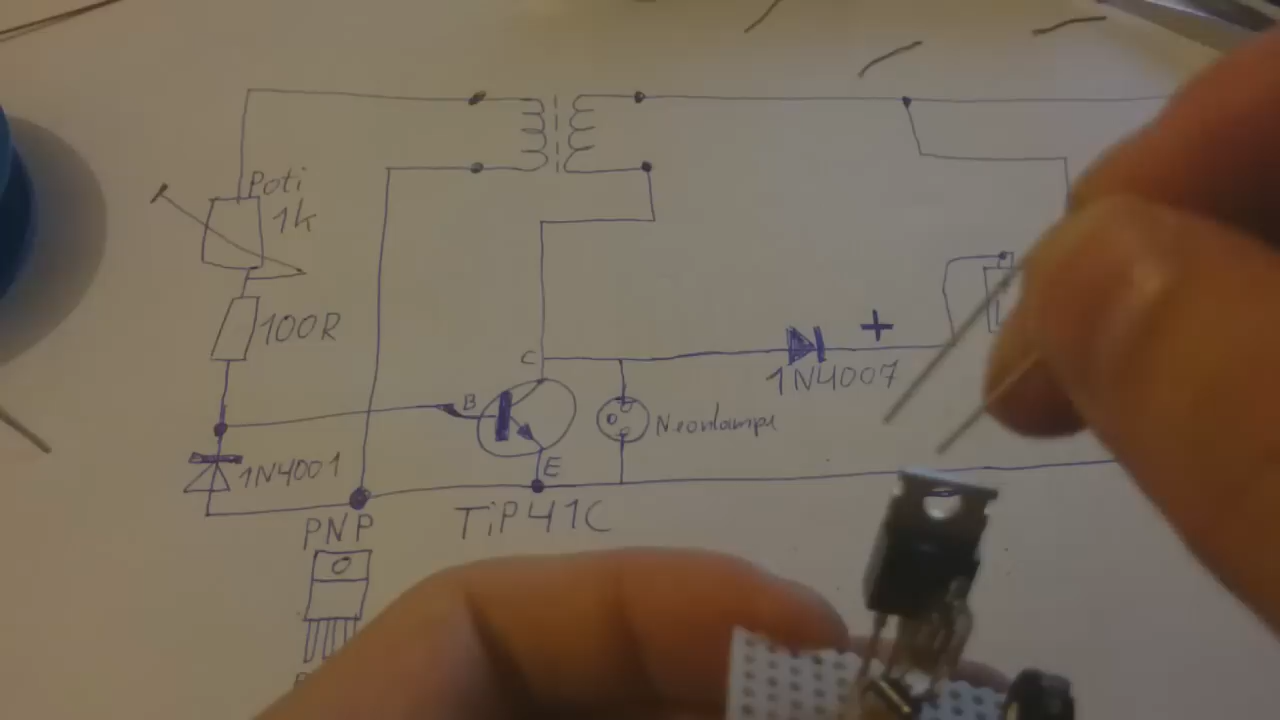 Poti
1k
100R
+
C
1N4007
B
Neonlampe
1N4001
E
PNP
TiP41C